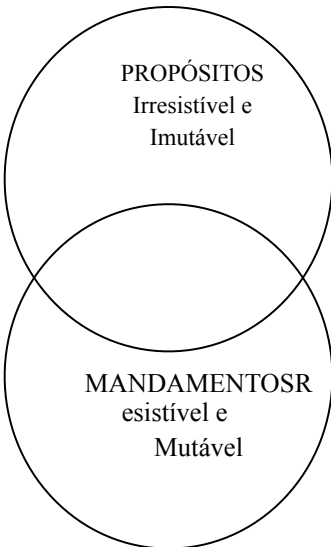 PROPÓSITOS
Irresistível e
Imutável
MANDAMENTOSR
esistível e
Mutável